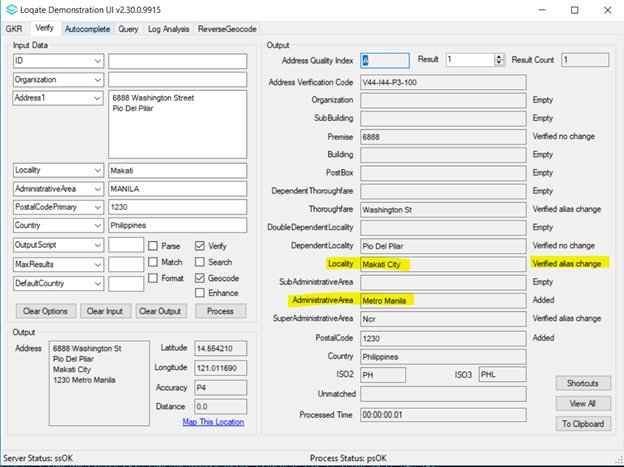 Loqate Demonstration UI v2.30.0.9915
GKR Verify Autocomplete Query Log Analysis ReverseGeocode
Input Data
ID
Organization
Address1 6888 Washington Street
Pio Del Pilar
Locality Makati
AdministrativeArea MANILA
PostalCodePrimary 1230
Country Philippines
OutputScript Parse Verify
MaxResults Match Search
DefaultCountry Format Geocode
Enhance
Clear Options Clear Input Clear Output Process
Output
Address 6888 Washington St
Pio Del Pilar
Makati City
1230 Metro Manila
Latitude 14.554210
Longitude 121.011690
Accuracy P4
Distance 0.0
Map This Location
Output
Address Quality Index A Result 1 Result Count 1
Address Verification Code V44-I44-P3-100
Organization Empty
SubBuilding Empty
Premise 6888 Verified no change
Building Empty
PostBox Empty
DependentThoroughfare Empty
Thoroughfare Washington St Verified alias change
DoubleDependentLocality Empty
DependentLocality Pio Del Pilar Verified no change
Locality Makati City Verified alias change
SubAdministrativeArea Empty
AdministrativeArea Metro Manila Added
SuperAdministrativeArea Ncr Verified alias change
PostalCode 1230 Added
Country Philippines
ISO2 PH ISO3 PHL
Unmatched
Processed Time 00:00:00.01
Shortcuts
View All
To Clipboard
Server Status: ssOK Process Status: psOK